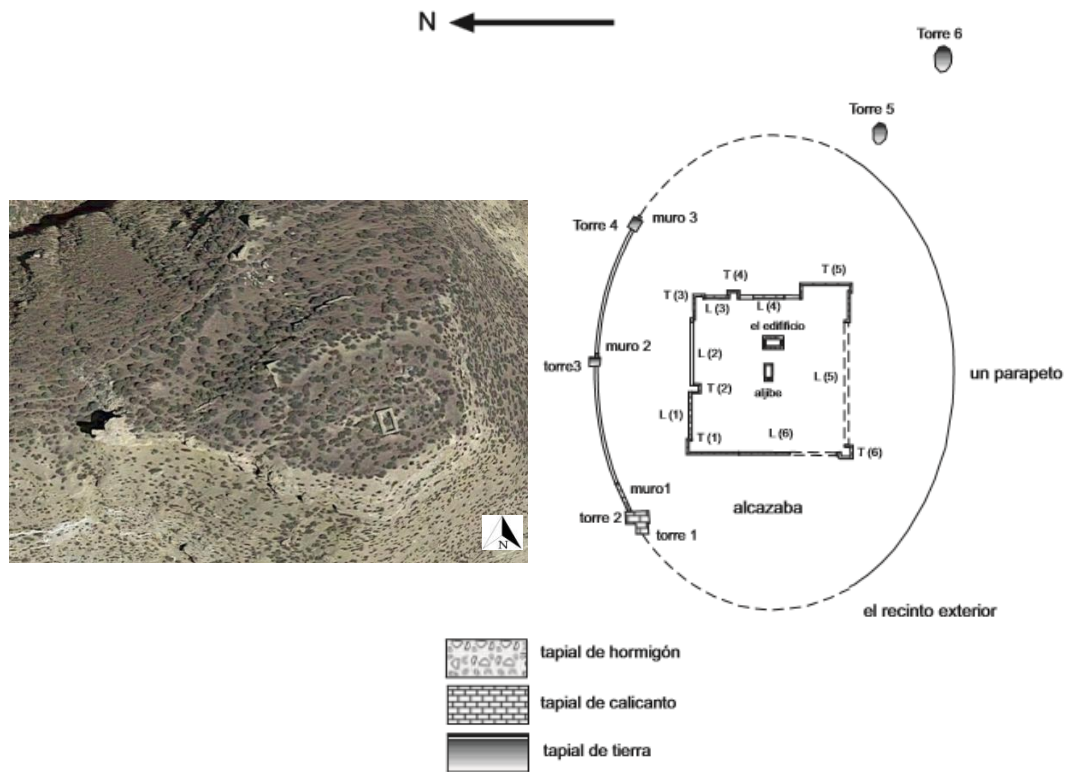 N
Torre 6
Torre 5
Torre 4
muro 3
T (5)
T (4)
T (3)
L (3)
L (4)
el edifificio
muro 2
torre3
L (2)
L (5)
un parapeto
T (2)
aljibe
L (1)
T (1)
L (6)
T (6)
muro1
alcazaba
torre 2
torre 1
N
el recinto exterior
tapial de hormigón
tapial de calicanto
tapial de tierra